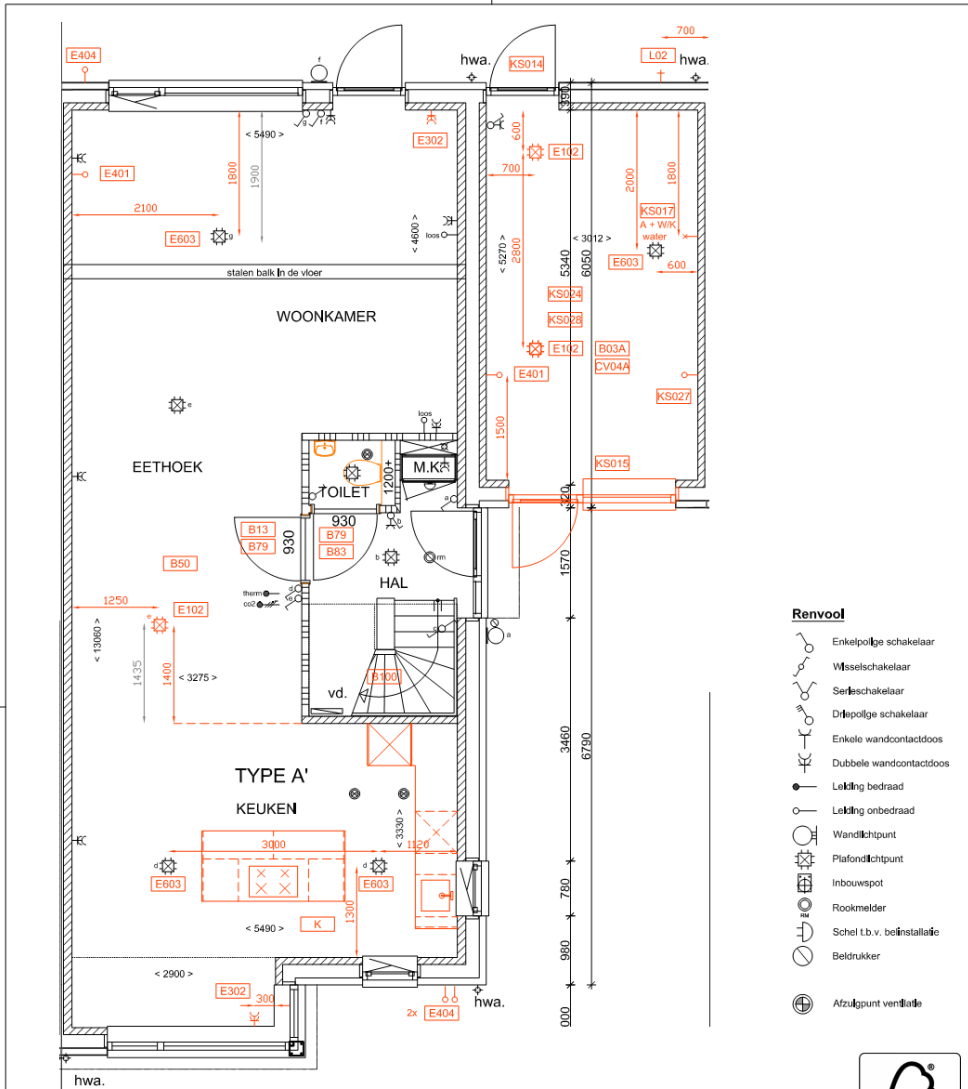 700
E404
f
hwa.
KS014
L02
hwa.
390
< 5490 >
g
f
E302
600
E102
700
1800
1900
2000
1800
E401
2100
KS017
A + W/K
water
E603
g
loos
< 4600 >
< 5270 >
2800
5340
6050
< 3012 >
E603
600
stalen balk in de vloer
KS024
WOONKAMER
KS028
E102
B03A
CV04A
E401
KS027
e
loos
1500
EETHOEK
M.K
1200+
KS015
TOILET
a
320
930
b
B13
B79
930
B79
B83
b
rm
1570
B50
HAL
therm
d
co2
e
1250
E102
e
c
a
< 13060 >
1435
1400
< 3275 >
B100
vd.
3460
6790
TYPE A'
KEUKEN
< 3330 >
3000
1120
d
d
E603
E603
780
1300
K
< 5490 >
980
< 2900 >
E302
300
2x
E404
hwa.
000
hwa.
Renvool
Enkelpolige schakelaar
Wisselschakelaar
Serieschakelaar
Driepolige schakelaar
Enkele wandcontactdoos
Dubbele wandcontactdoos
Leiding bedraad
Leiding onbedraad
Wandlichtpunt
Plafondlichtpunt
Inbouwspot
Rookmelder
RM
Schel t.b.v. belinstallatie
Beldrukker
Afzuigpunt ventilatie
®